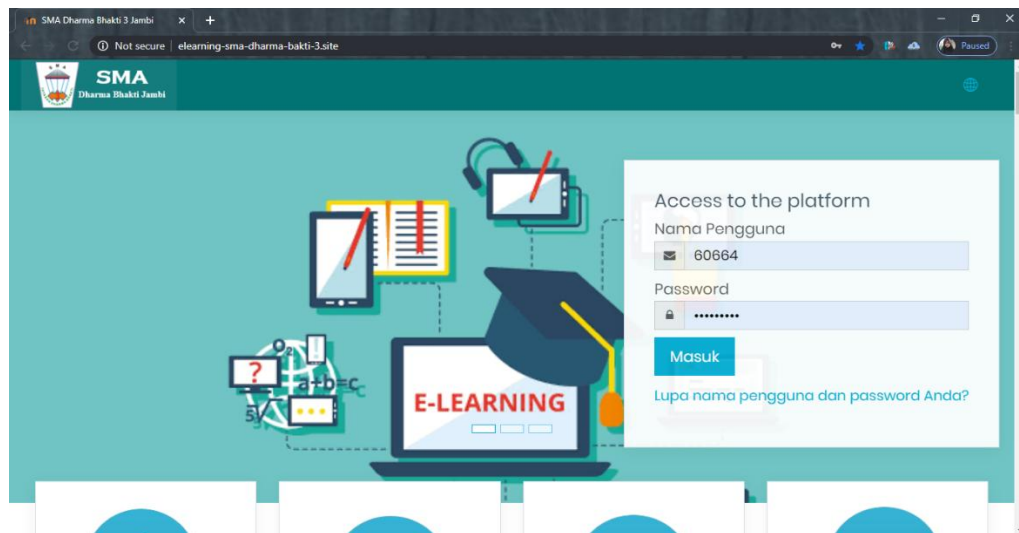 SMA Dharma Bhakti 3 Jambi
Not secure | elearning-sma-dharma-bakti-3.site
Paused
SMA
Dharma Bhakti Jambi
Access to the platform
Nama Pengguna
60664
Password
•••••••••
Masuk
Lupa nama pengguna dan password Anda?
O₂
?
a+b=c
E-LEARNING